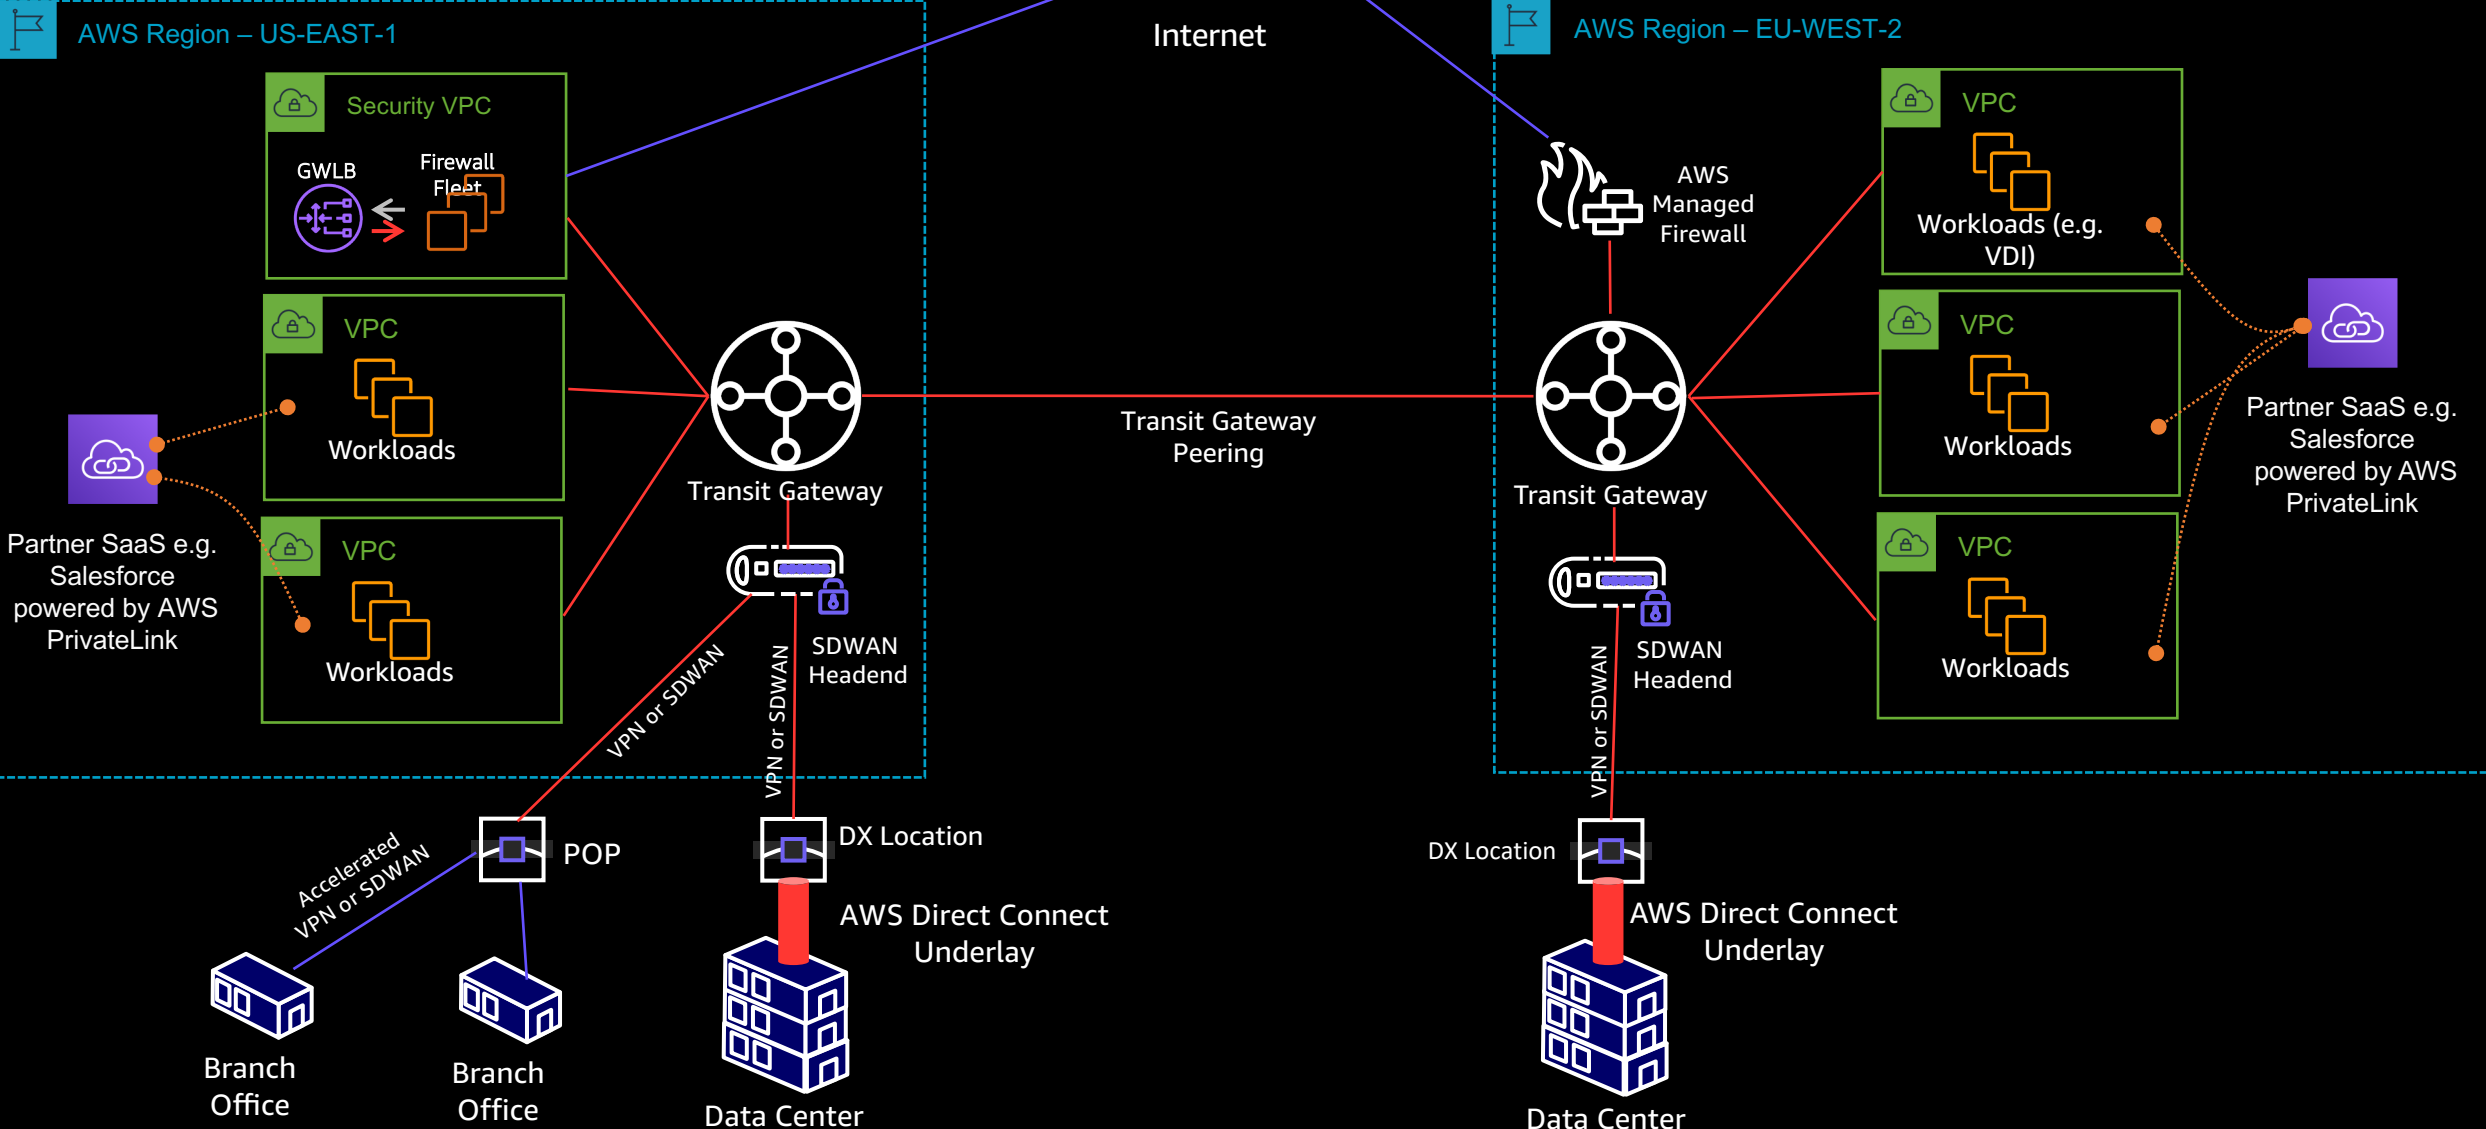 AWS Region – US-EAST-1
Internet
AWS Region – EU-WEST-2
Security VPC
GWLB
Firewall
Fleet
VPC
Workloads
VPC
Workloads
Partner SaaS e.g.
Salesforce
powered by AWS
PrivateLink
Transit Gateway
SDWAN
Headend
VPN or SDWAN
VPN or SDWAN
Transit Gateway
Peering
AWS
Managed
Firewall
Transit Gateway
SDWAN
Headend
VPN or SDWAN
VPC
Workloads (e.g.
VDI)
VPC
Workloads
VPC
Workloads
Partner SaaS e.g.
Salesforce
powered by AWS
PrivateLink
Accelerated
VPN or SDWAN
POP
DX Location
AWS Direct Connect
Underlay
DX Location
AWS Direct Connect
Underlay
Branch
Office
Branch
Office
Data Center
Data Center